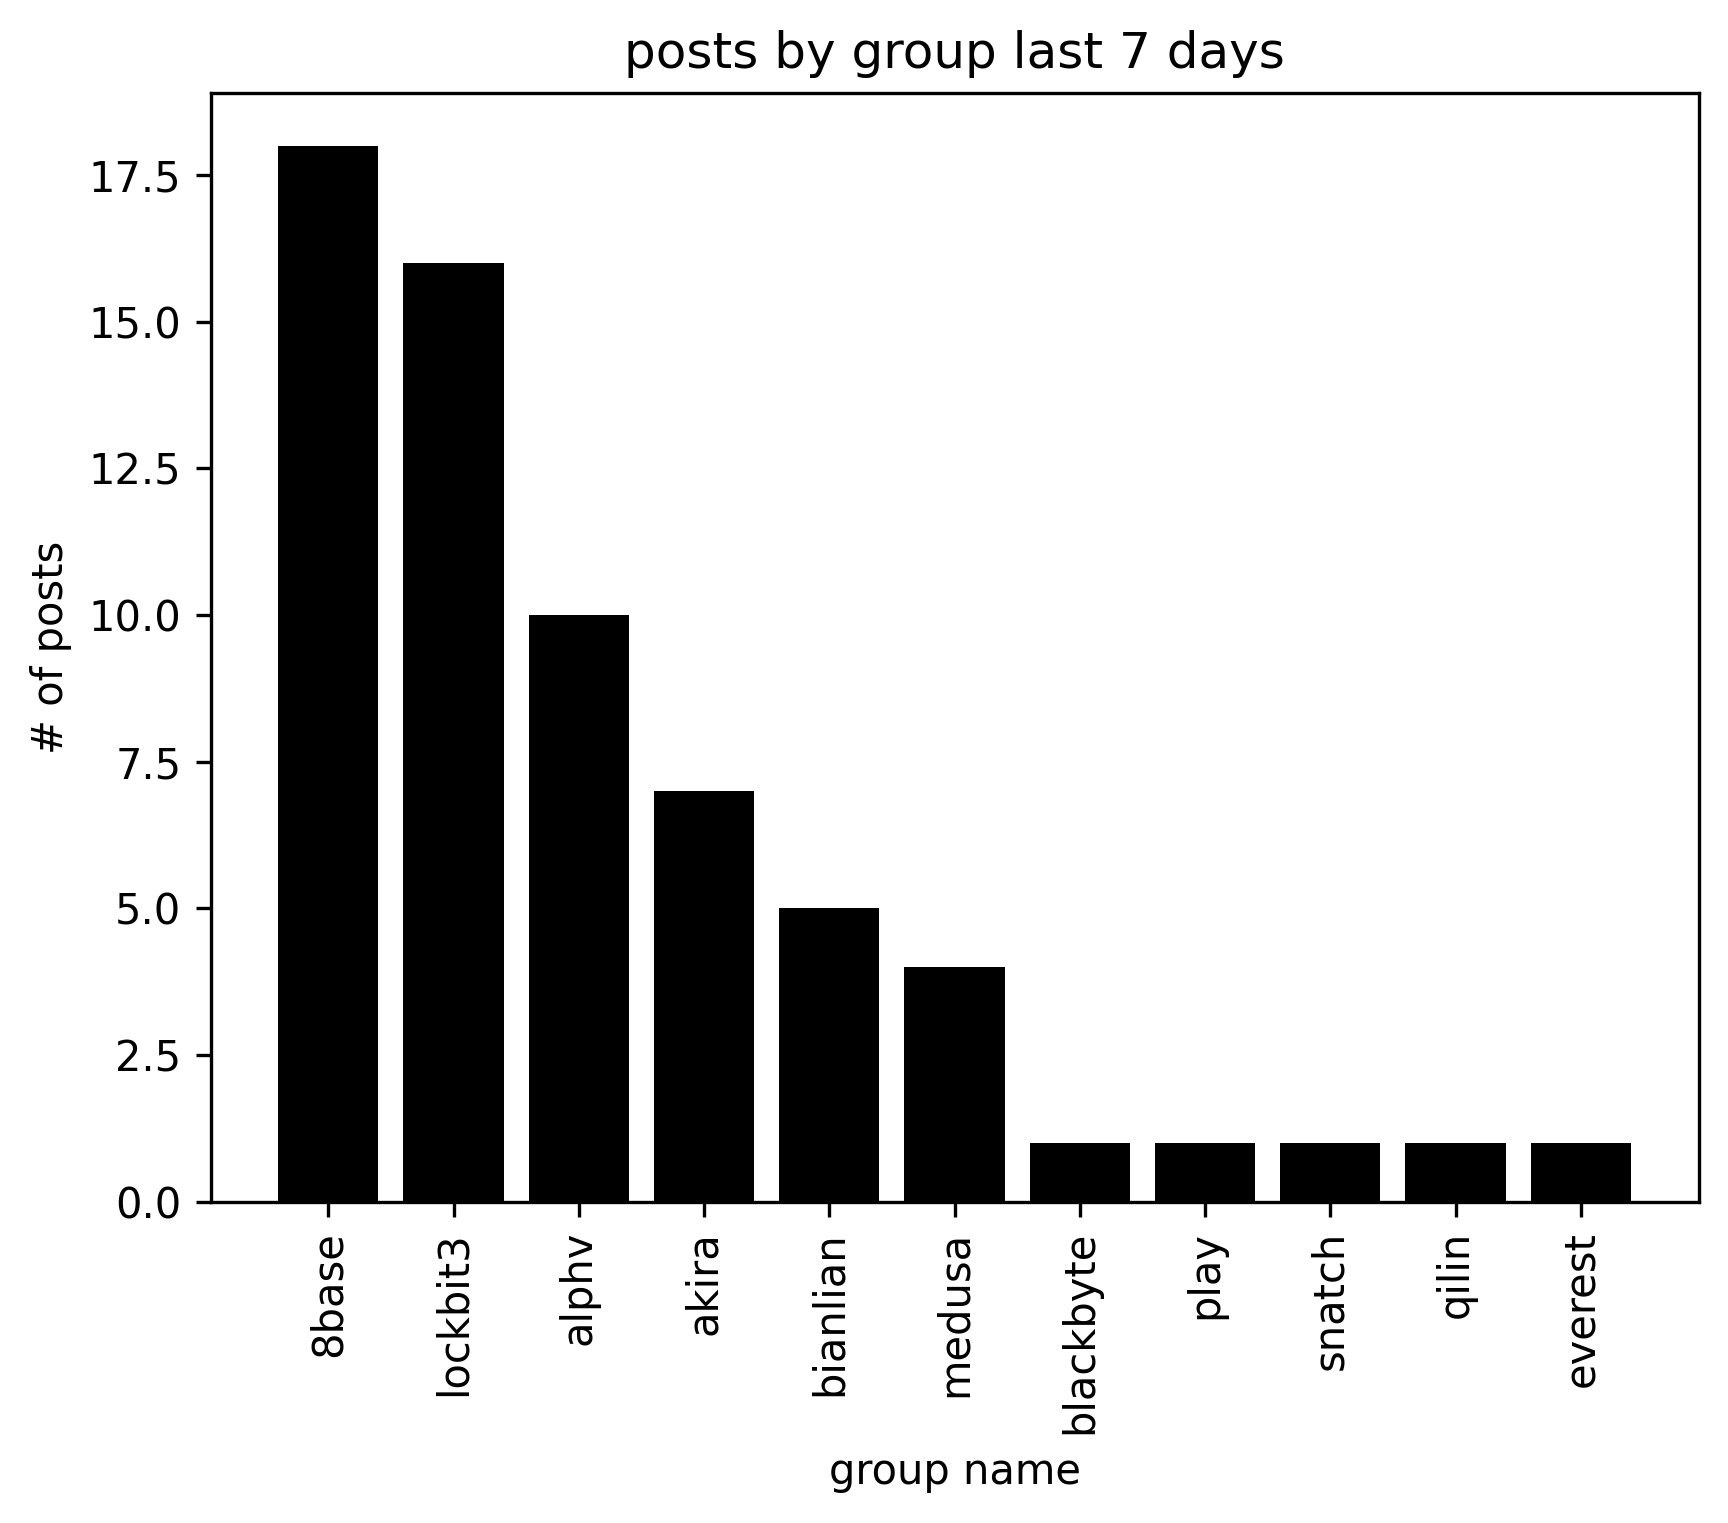 posts by group last 7 days
# of posts
17.5
15.0
12.5
10.0
7.5
5.0
2.5
0.0
8base
lockbit3
alphv
akira
bianlian
medusa
blackbyte
play
snatch
qilin
everest
group name